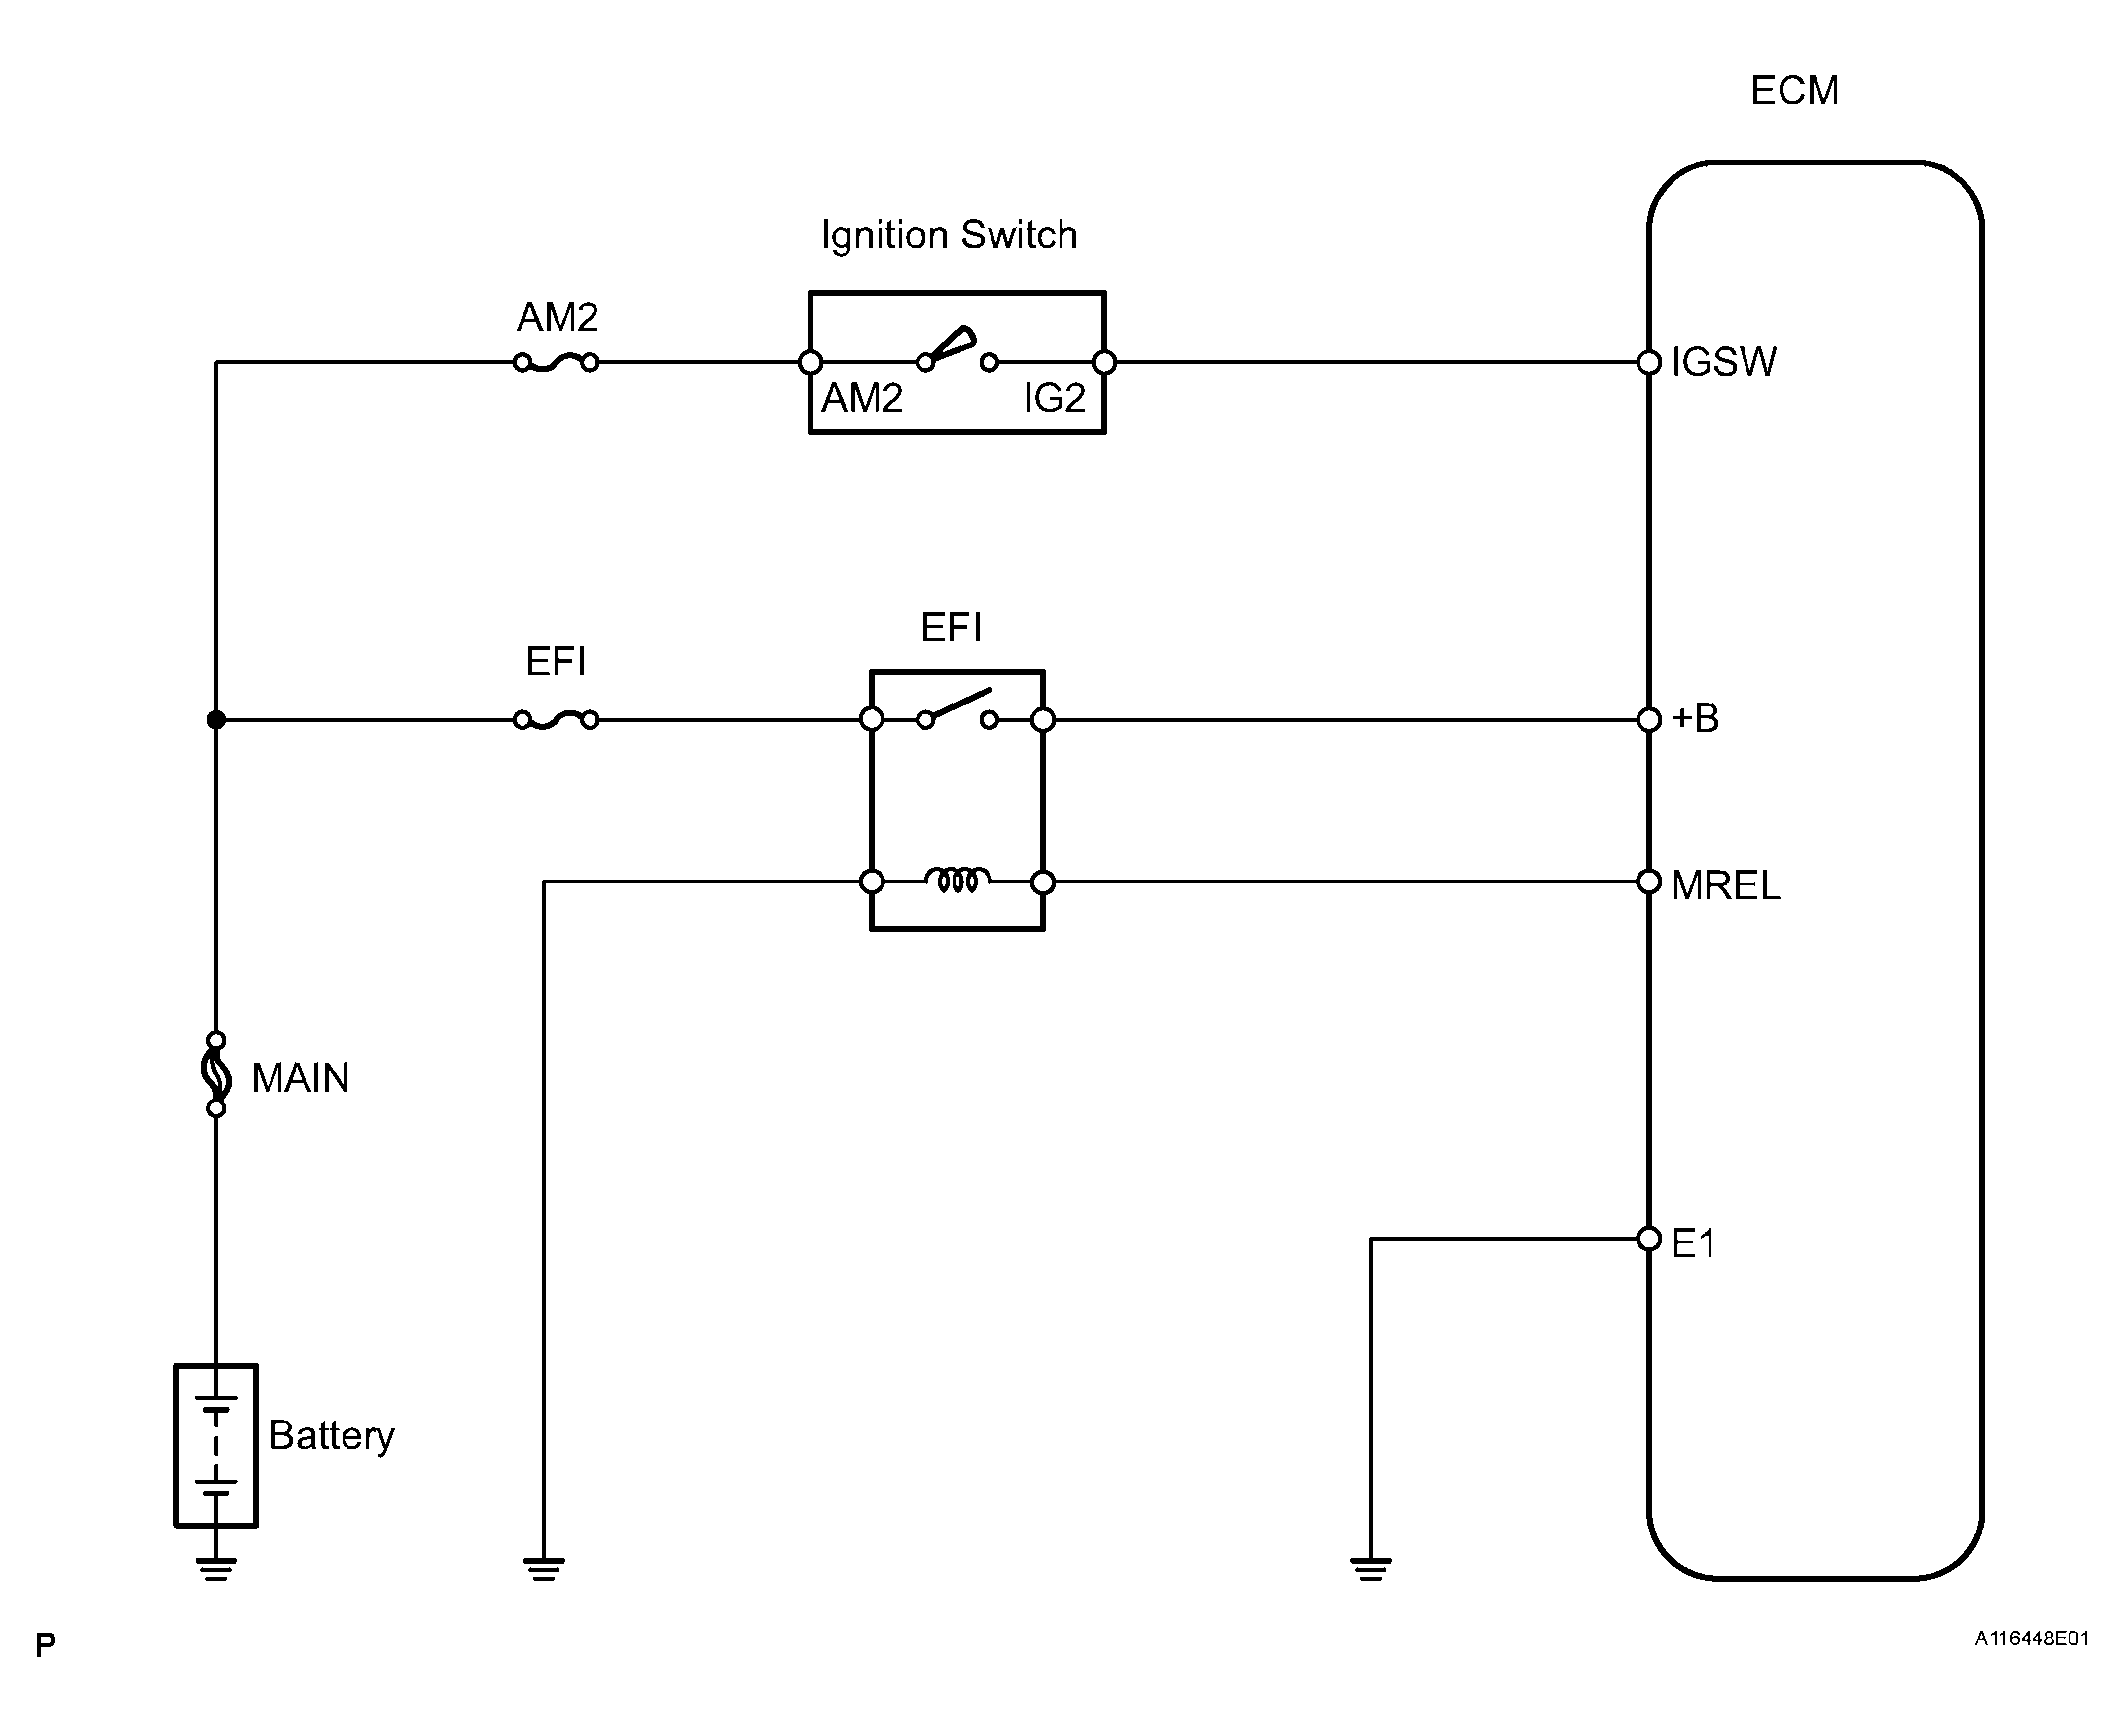 ECM
Ignition Switch
AM2
IGSW
AM2
IG2
EFI
EFI
+B
MREL
MAIN
E1
Battery
P
A116448E01